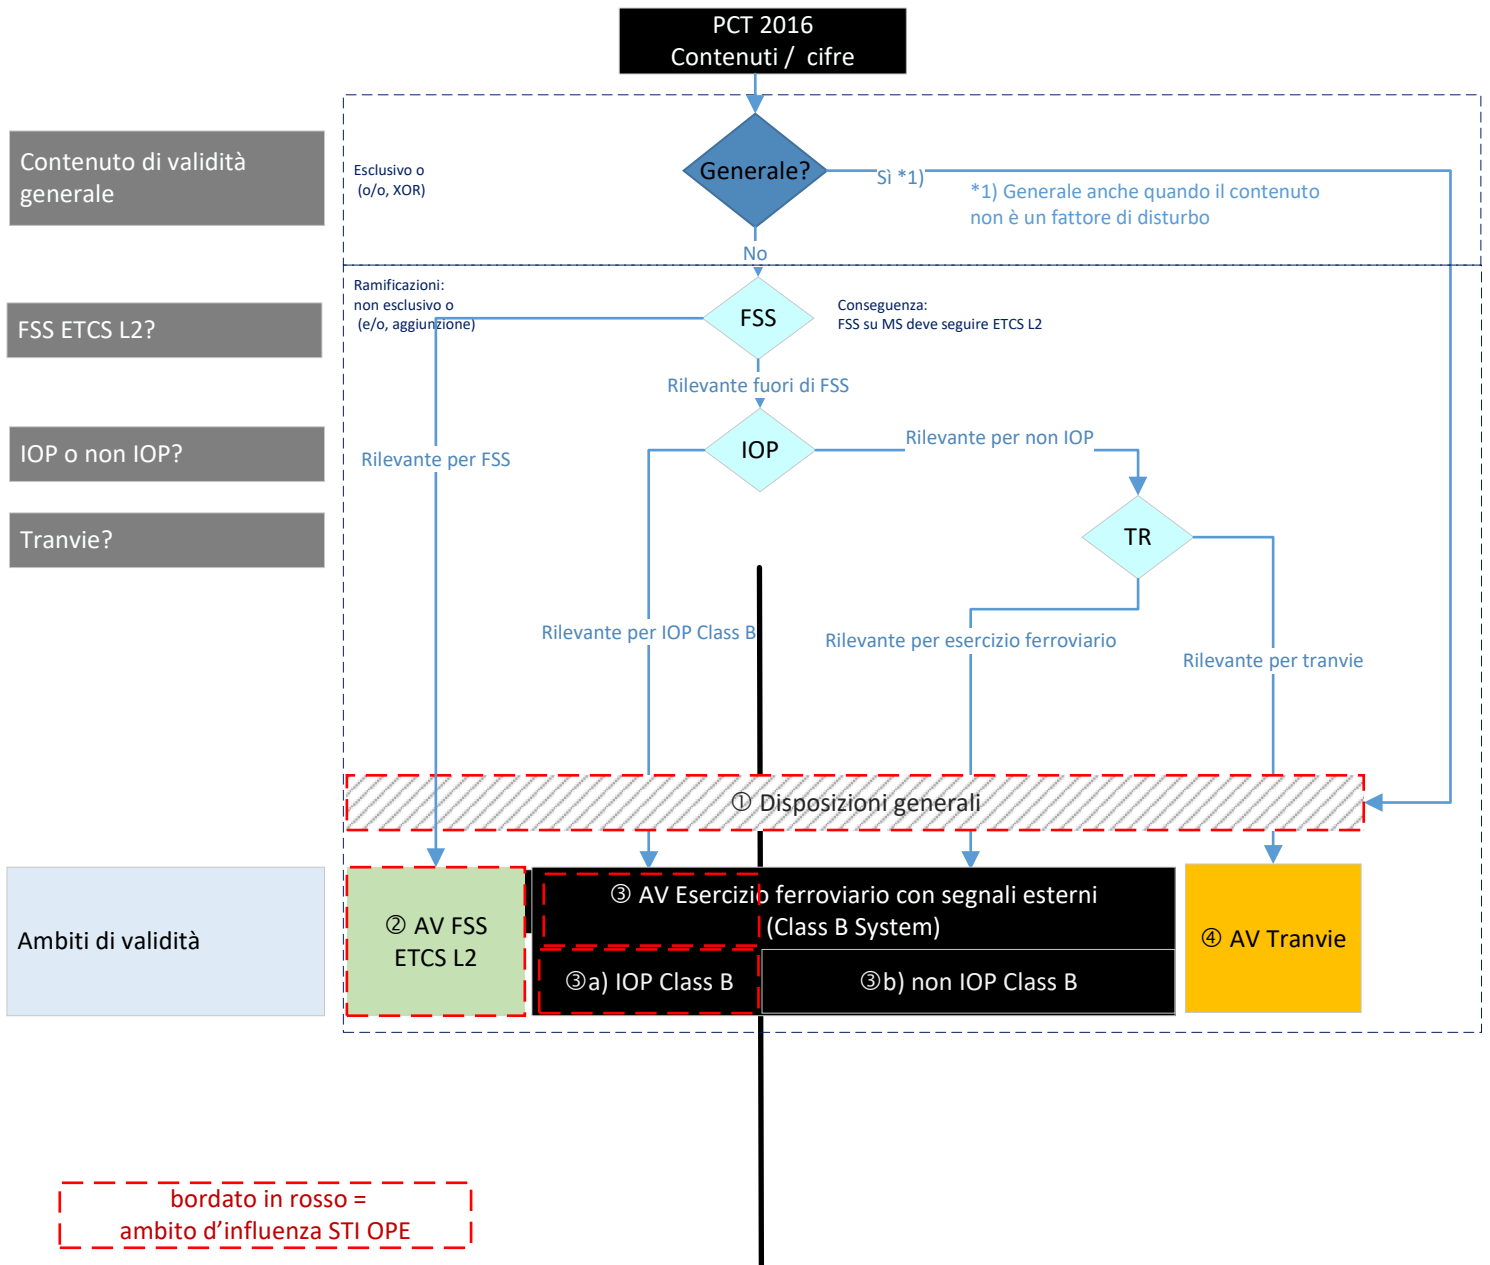 PCT 2016
Contenuti / cifre
Contenuto di validità
generale
Esclusivo o
(o/o, XOR)
Generale?
Sì *1)
*1) Generale anche quando il contenuto
non è un fattore di disturbo
No
FSS ETCS L2?
Ramificazioni:
non esclusivo o
(e/o, aggiunzione)
FSS
Conseguenza:
FSS su MS deve seguire ETCS L2
Rilevante fuori di FSS
IOP o non IOP?
Rilevante per FSS
IOP
Rilevante per non IOP
Tranvie?
TR
Rilevante per IOP Class B
Rilevante per esercizio ferroviario
Rilevante per tranvie
① Disposizioni generali
Ambiti di validità
② AV FSS
ETCS L2
③ AV Esercizio ferroviario con segnali esterni
(Class B System)
③a) IOP Class B
③b) non IOP Class B
④ AV Tranvie
bordato in rosso =
ambito d'influenza STI OPE